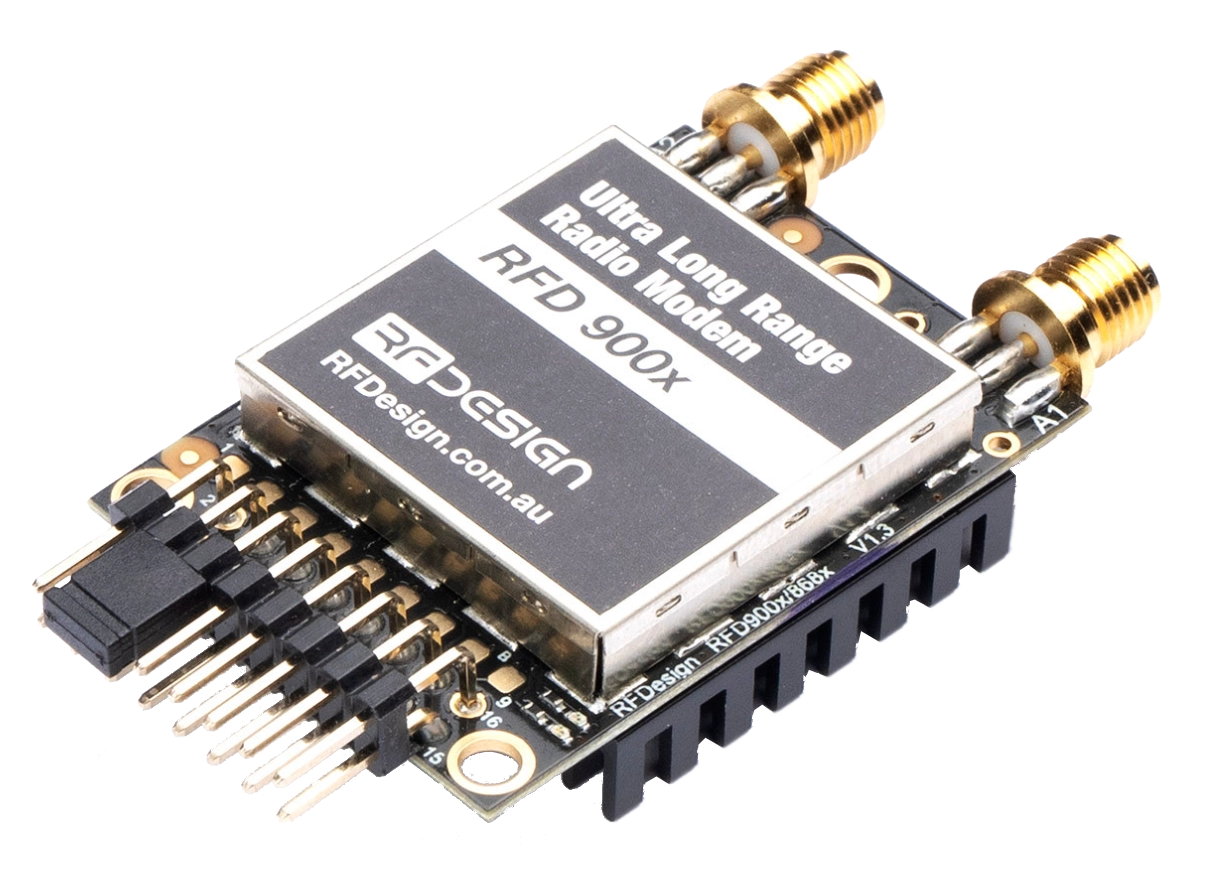 Ultra Long Range
Radio Modem
RFD 900x
RFDESIGN
RFDesign.com.au
RFDesign RFD900x/868x V1.3
A1
1
2
8
9
16
15